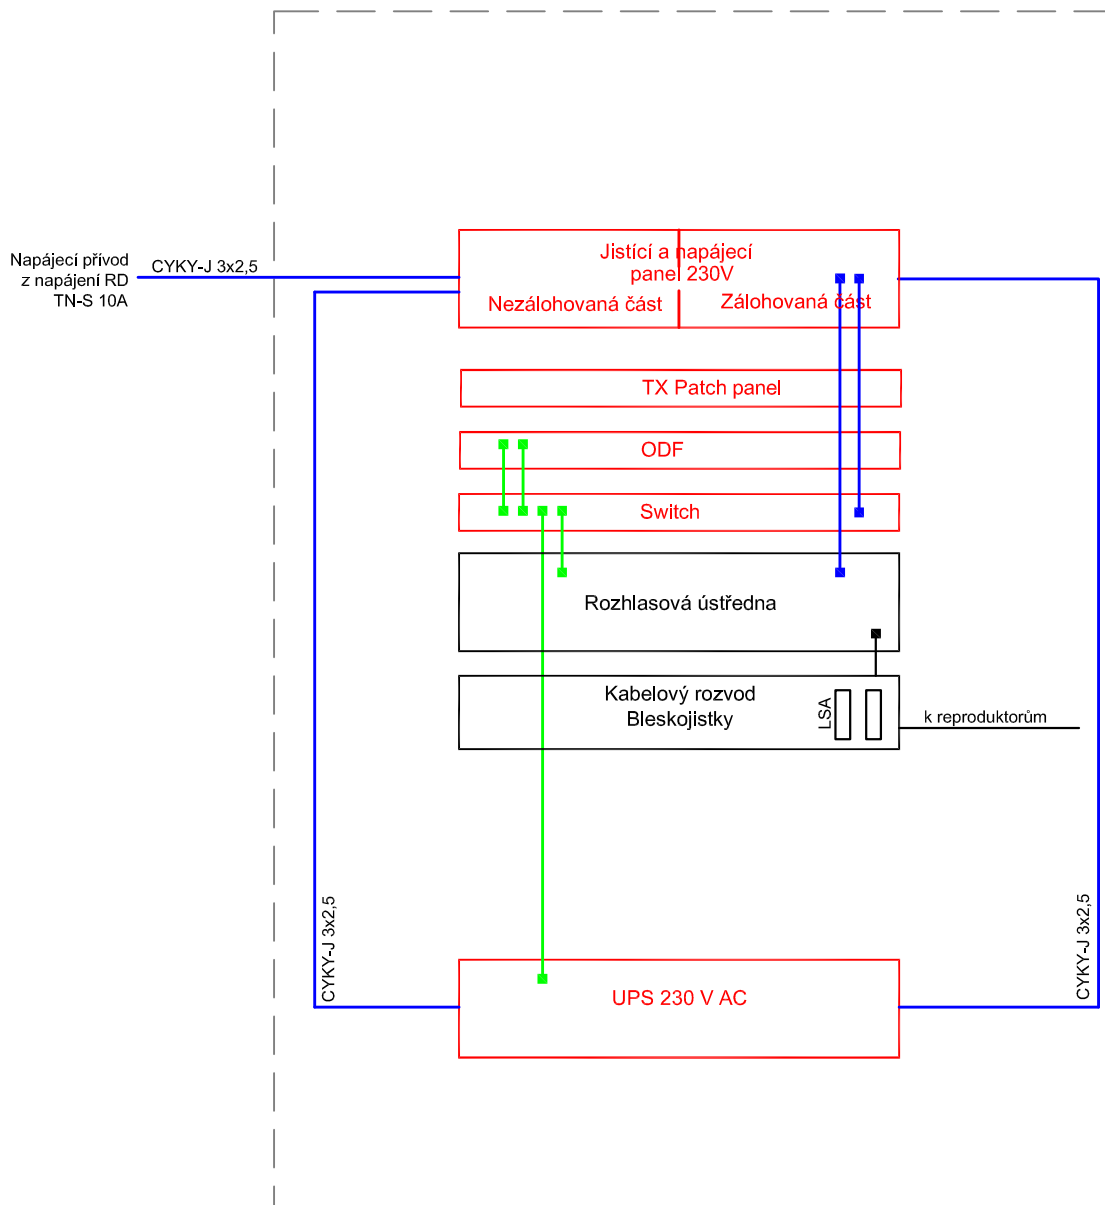 Napájecí přívod
z napájení RD
TN-S 10A
CYKY-J 3x2,5
Jistící a napájecí
panel 230V
Nezálohovaná část
Zálohovaná část
TX Patch panel
ODF
Switch
Rozhlasová ústředna
Kabelový rozvod
Bleskojistky
LSA
k reproduktorům
CYKY-J 3x2,5
CYKY-J 3x2,5
UPS 230 V AC